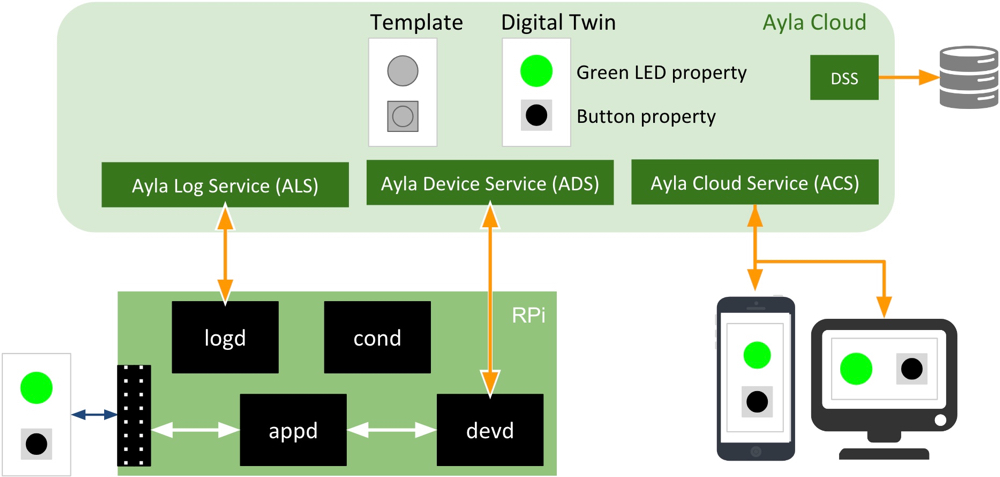 Template
Digital Twin
Ayla Cloud
Green LED property
DSS
Button property
Ayla Log Service (ALS)
Ayla Device Service (ADS)
Ayla Cloud Service (ACS)
RPi
logd
cond
appd
devd